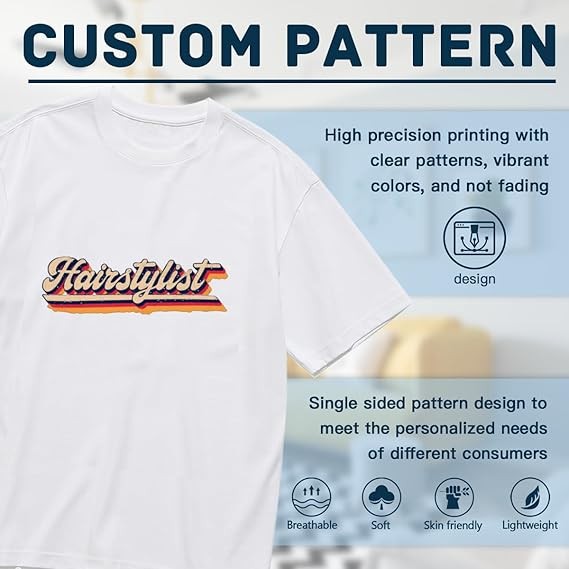 CUSTOM PATTERN
High precision printing with
clear patterns, vibrant
colors, and not fading
design
Hairstylist
Single sided pattern design to
meet the personalized needs
of different consumers
Breathable
Soft
Skin friendly
Lightweight